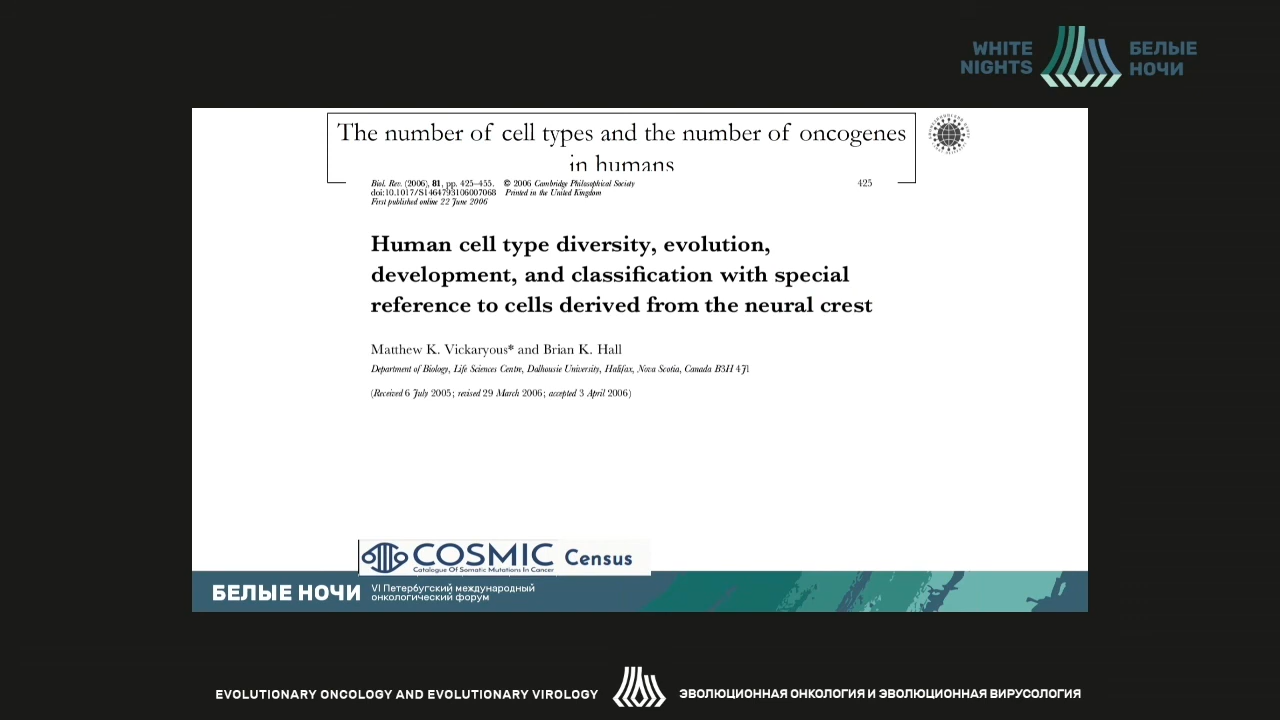 WHITE
NIGHTS
БЕЛЫЕ
НОЧИ
The number of cell types and the number of oncogenes
in humans
Biol. Rev. (2006), 81, pp. 425–455. © 2006 Cambridge Philosophical Society 425
doi:10.1017/S1464793106007068 Printed in the United Kingdom
First published online 22 June 2006
Human cell type diversity, evolution,
development, and classification with special
reference to cells derived from the neural crest
Matthew K. Vickaryous* and Brian K. Hall
Department of Biology, Life Sciences Centre, Dalhousie University, Halifax, Nova Scotia, Canada B3H 4J1
(Received 6 July 2005; revised 29 March 2006; accepted 3 April 2006)
COSMIC Census
Catalogue Of Somatic Mutations In Cancer
БЕЛЫЕ НОЧИ
VI Петербугский международный
онкологический форум
EVOLUTIONARY ONCOLOGY AND EVOLUTIONARY VIROLOGY
ЭВОЛЮЦИОННАЯ ОНКОЛОГИЯ И ЭВОЛЮЦИОННАЯ ВИРУСОЛОГИЯ